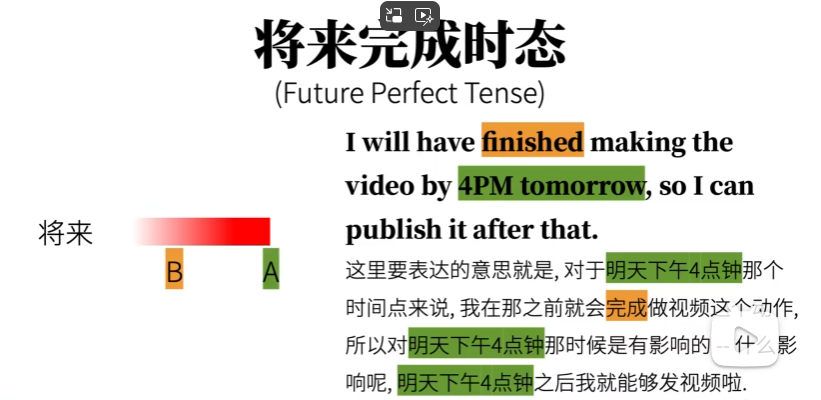 将来完成时态
(Future Perfect Tense)
I will have finished making the
video by 4PM tomorrow, so I can
publish it after that.
将来
B
A
这里要表达的意思就是, 对于明天下午4点钟那个
时间点来说, 我在那之前就会完成做视频这个动作,
所以对明天下午4点钟那时候是有影响的 -- 什么影
响呢, 明天下午4点钟之后我就能够发视频啦.